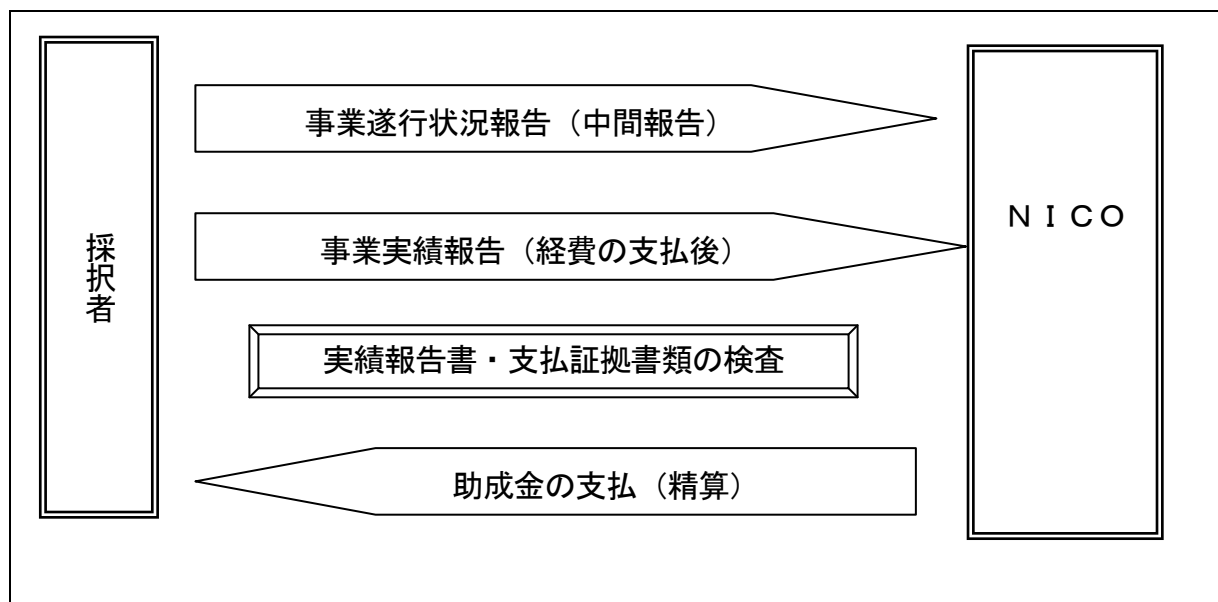 事業遂行状況報告（中間報告）
採択者
事業実績報告（経費の支払後）
ＮＩＣＯ
実績報告書・支払証拠書類の検査
助成金の支払（精算）